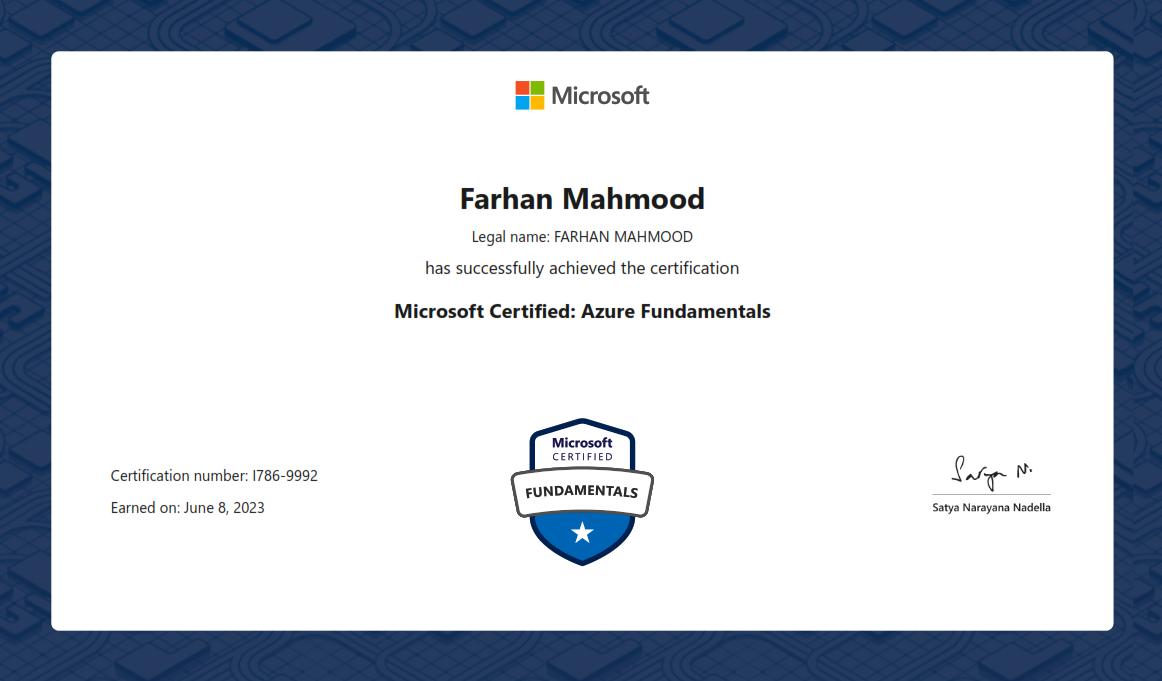 Microsoft
Farhan Mahmood
Legal name: FARHAN MAHMOOD
has successfully achieved the certification
Microsoft Certified: Azure Fundamentals
Microsoft
CERTIFIED
FUNDAMENTALS
Certification number: I786-9992
Earned on: June 8, 2023
Satya N.
Satya Narayana Nadella